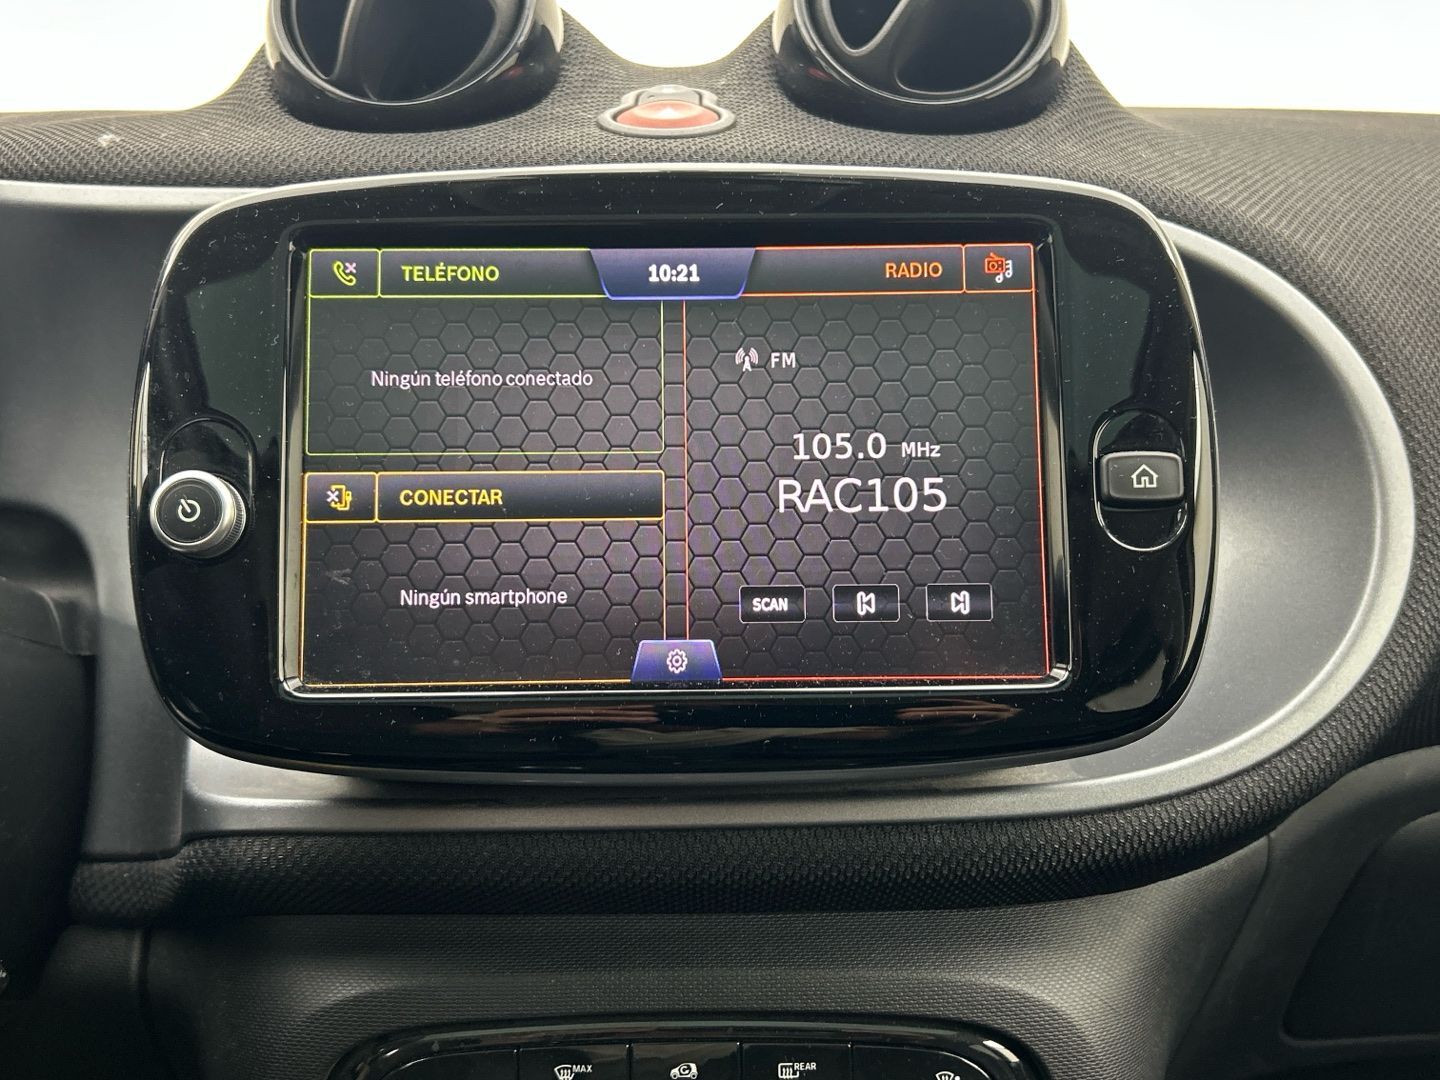 TELÉFONO
10:21
RADIO
Ningún teléfono conectado
FM
105.0 MHz
RAC105
CONECTAR
Ningún smartphone
SCAN
MAX
REAR